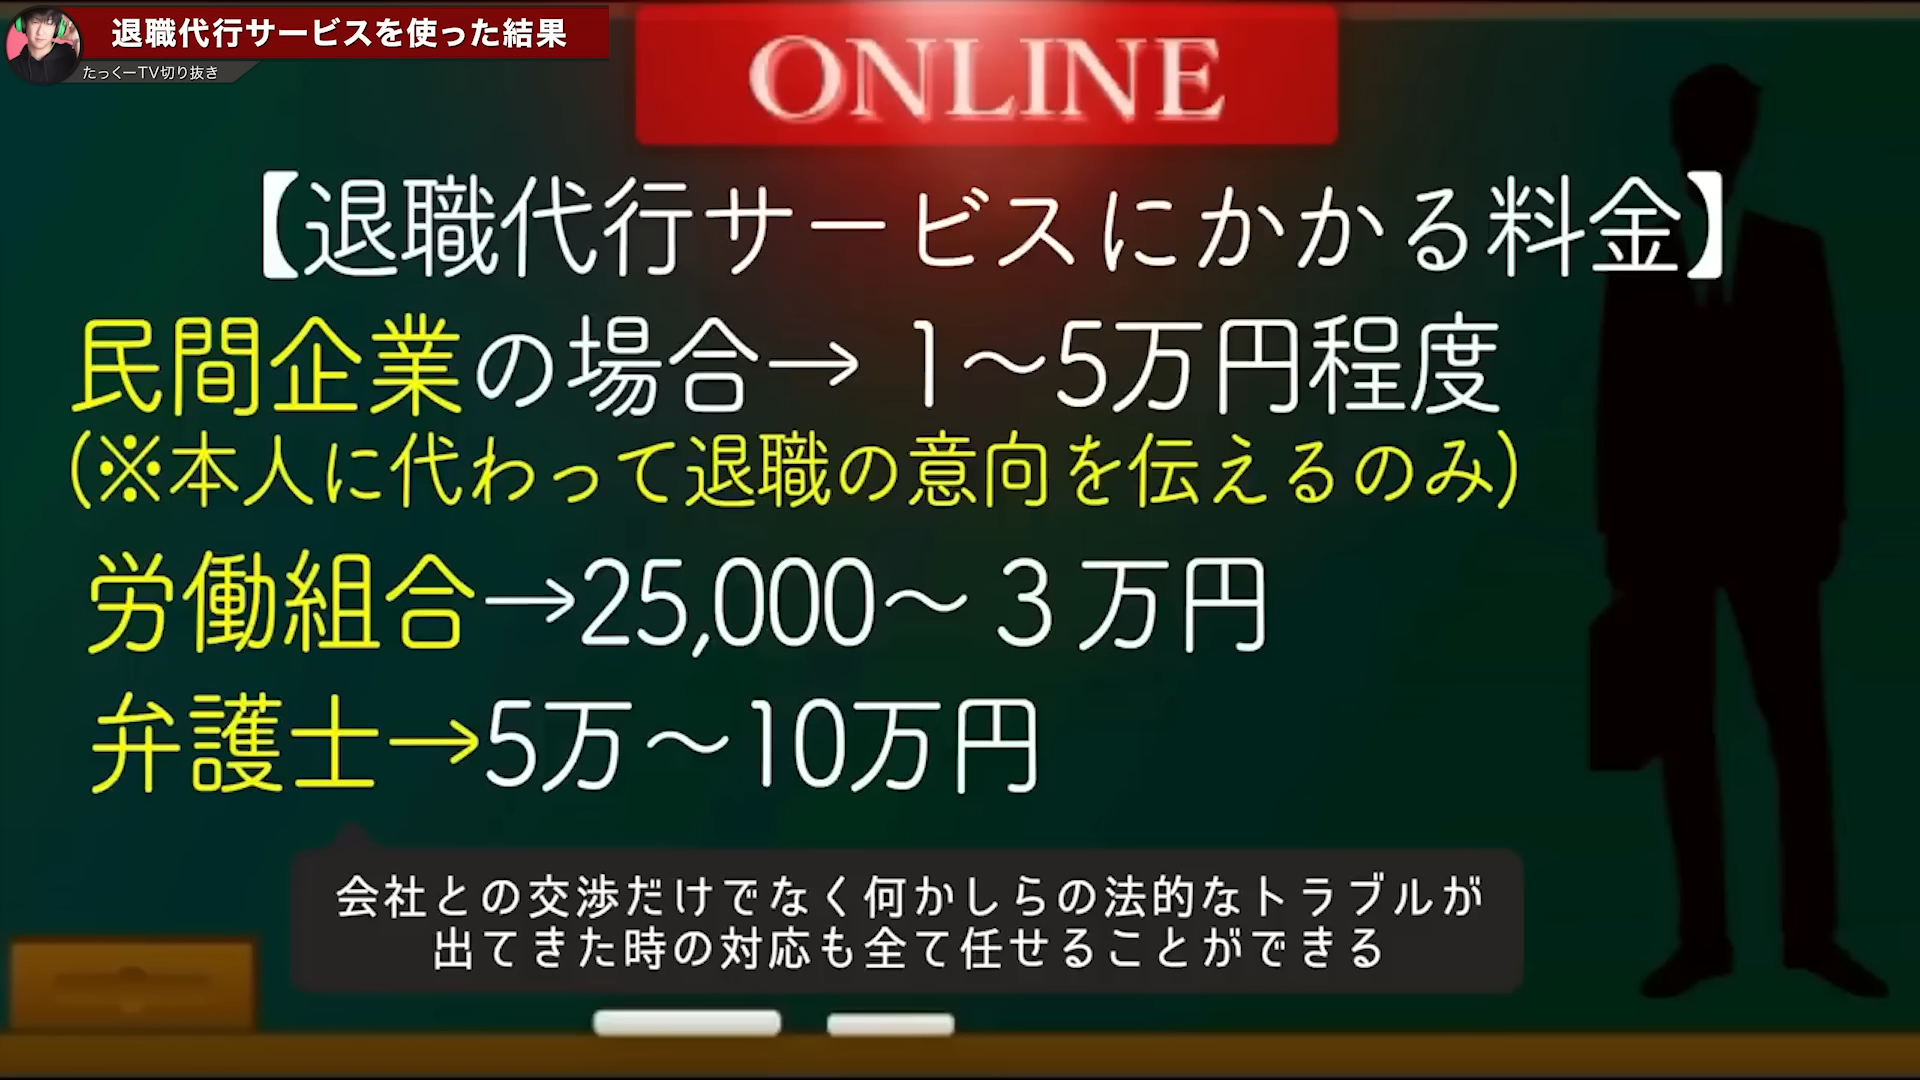 退職代行サービスを使った結果
たっくーTV切り抜き
ONLINE
【退職代行サービスにかかる料金】
民間企業の場合→ 1～5万円程度
(※本人に代わって退職の意向を伝えるのみ)
労働組合→25,000～３万円
弁護士→5万～10万円
会社との交渉だけでなく何かしらの法的なトラブルが
出てきた時の対応も全て任せることができる